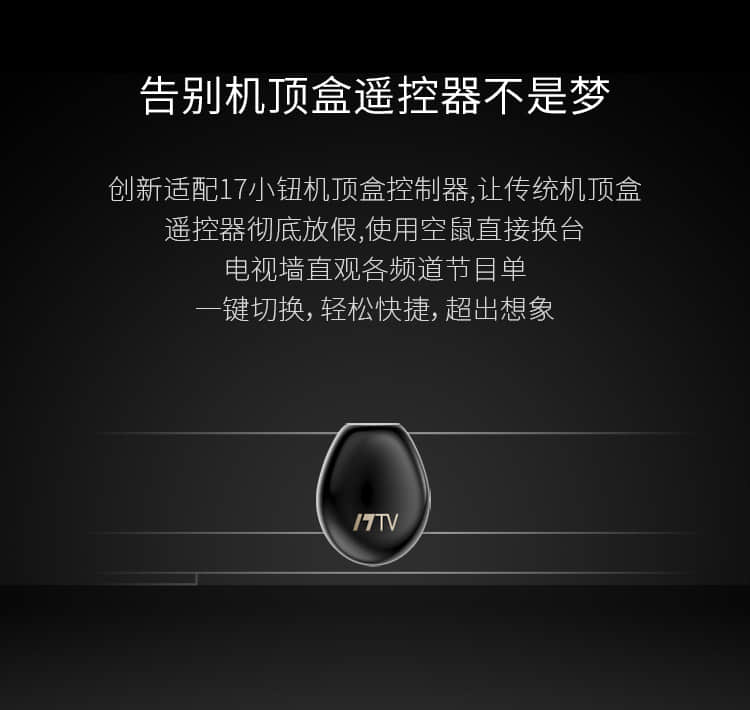 告别机顶盒遥控器不是梦
创新适配17小钮机顶盒控制器,让传统机顶盒
遥控器彻底放假,使用空鼠直接换台
电视墙直观各频道节目单
一键切换，轻松快捷，超出想象
17TV